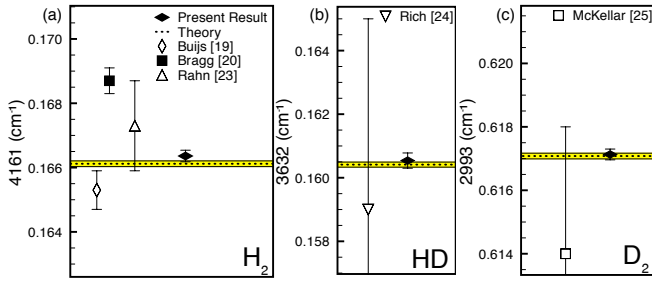 (a)
Present Result
Theory
Buijs [19]
Bragg [20]
Rahn [23]
0.170
0.168
0.166
0.164
4161 (cm⁻¹)
H₂
(b)
Rich [24]
0.164
0.162
0.160
0.158
3632 (cm⁻¹)
HD
(c)
McKellar [25]
0.620
0.618
0.616
0.614
2993 (cm⁻¹)
D₂